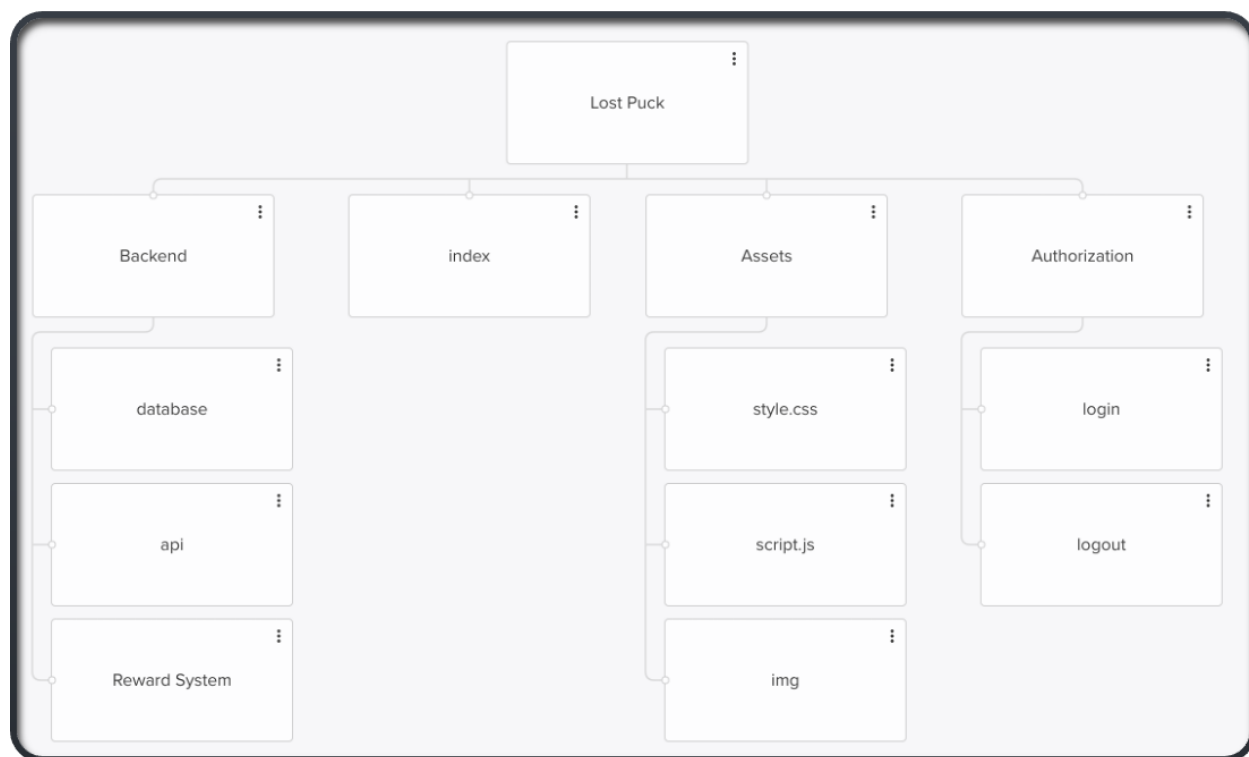 Lost Puck
Backend
index
Assets
Authorization
database
style.css
login
api
script.js
logout
Reward System
img